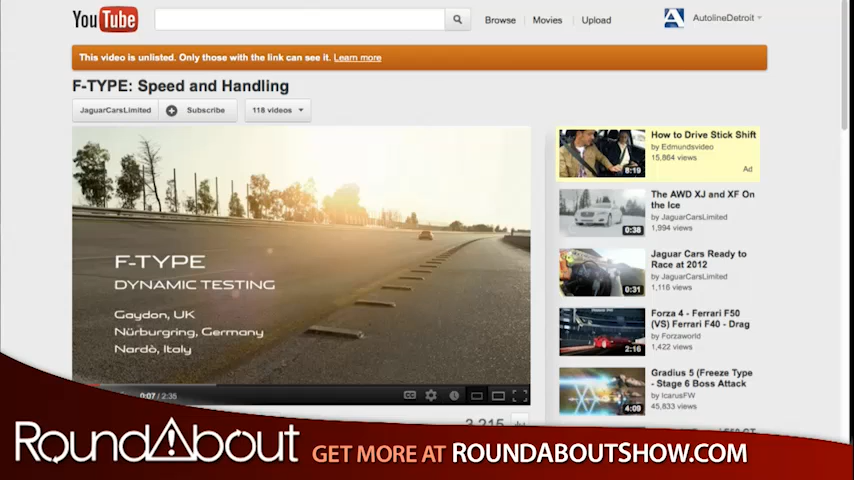 YouTube
Browse Movies Upload AutolineDetroit
This video is unlisted. Only those with the link can see it. Learn more
F-TYPE: Speed and Handling
JaguarCarsLimited Subscribe 118 videos
F-TYPE
DYNAMIC TESTING
Gaydon, UK
Nürburgring, Germany
Nardò, Italy
0:07 / 2:35
CC
How to Drive Stick Shift
by Edmundsvideo
15,864 views
Ad
8:19
The AWD XJ and XF On
the Ice
by JaguarCarsLimited
1,994 views
0:38
Jaguar Cars Ready to
Race at 2012
by JaguarCarsLimited
1,116 views
0:31
Forza 4 - Ferrari F50
(VS) Ferrari F40 - Drag
by Forzaworld
1,422 views
2:16
Gradius 5 (Freeze Type
- Stage 6 Boss Attack
by IcarusFW
45,833 views
4:09
3,215
RoundAbout GET MORE AT ROUNDABOUTSHOW.COM